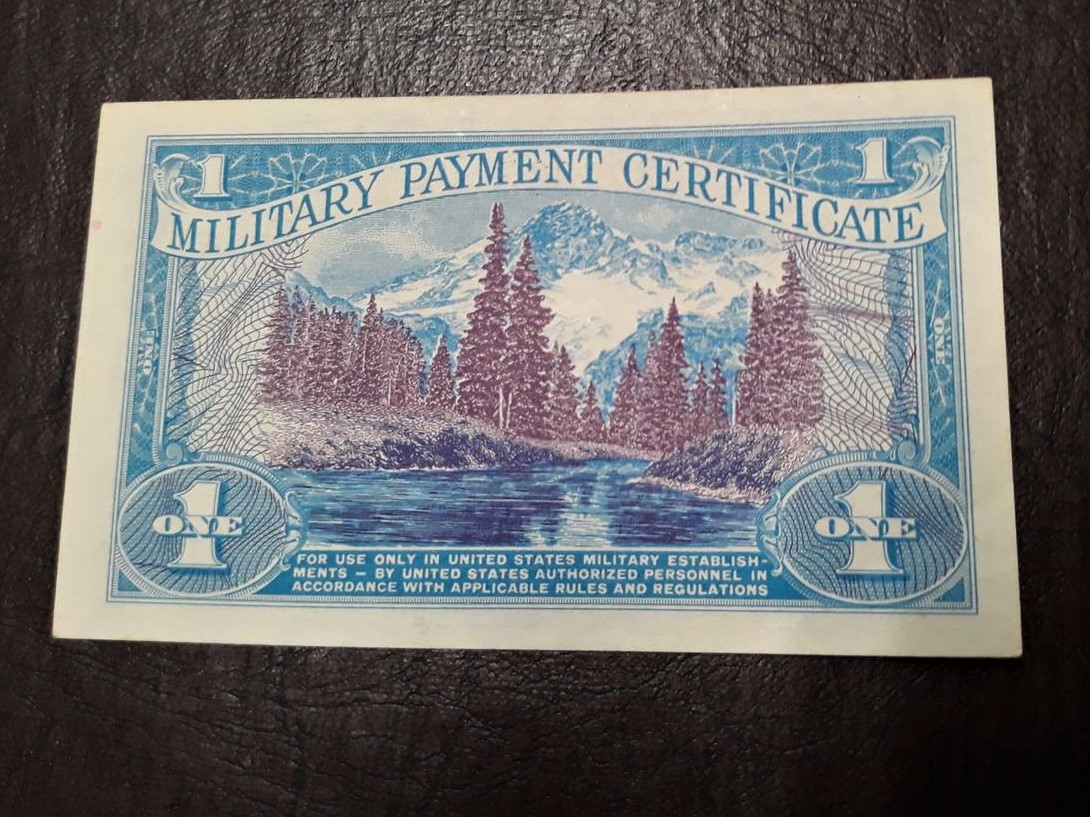 1 1
MILITARY PAYMENT CERTIFICATE
ONE ONE
1 ONE 1 ONE
FOR USE ONLY IN UNITED STATES MILITARY ESTABLISH-
MENTS – BY UNITED STATES AUTHORIZED PERSONNEL IN
ACCORDANCE WITH APPLICABLE RULES AND REGULATIONS